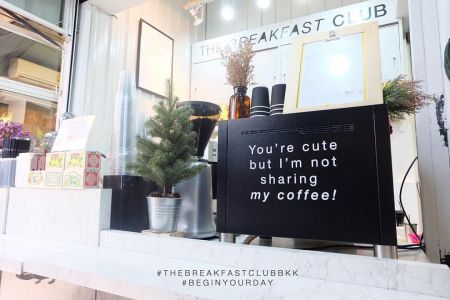 THE BREAKFAST CLUB
You're cute
but I'm not
sharing
my coffee!
#THEBREAKFASTCLUBBKK
#BEGINYOURDAY